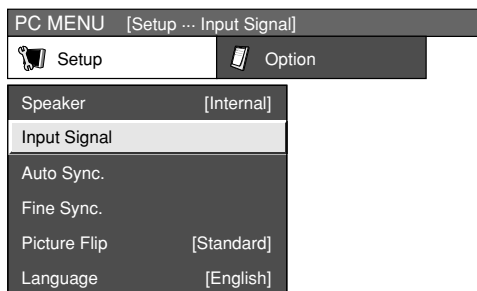 PC MENU [Setup ··· Input Signal]
Setup Option
Speaker [Internal]
Input Signal
Auto Sync.
Fine Sync.
Picture Flip [Standard]
Language [English]